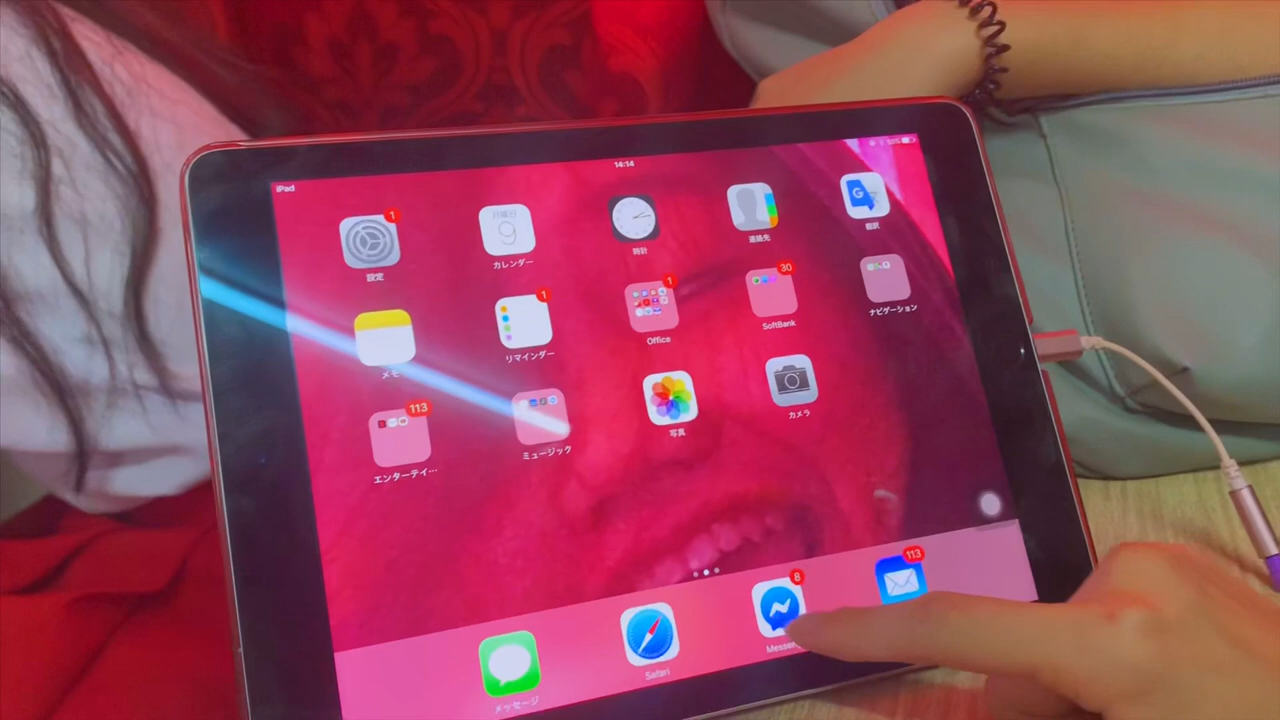 iPad
14:14
53%
1
設定
月曜日
9
カレンダー
時計
連絡先
G
翻訳
メモ
1
リマインダー
1
Office
30
SoftBank
ナビゲーション
113
エンターテイ…
ミュージック
写真
カメラ
メッセージ
Safari
8
Messen
113